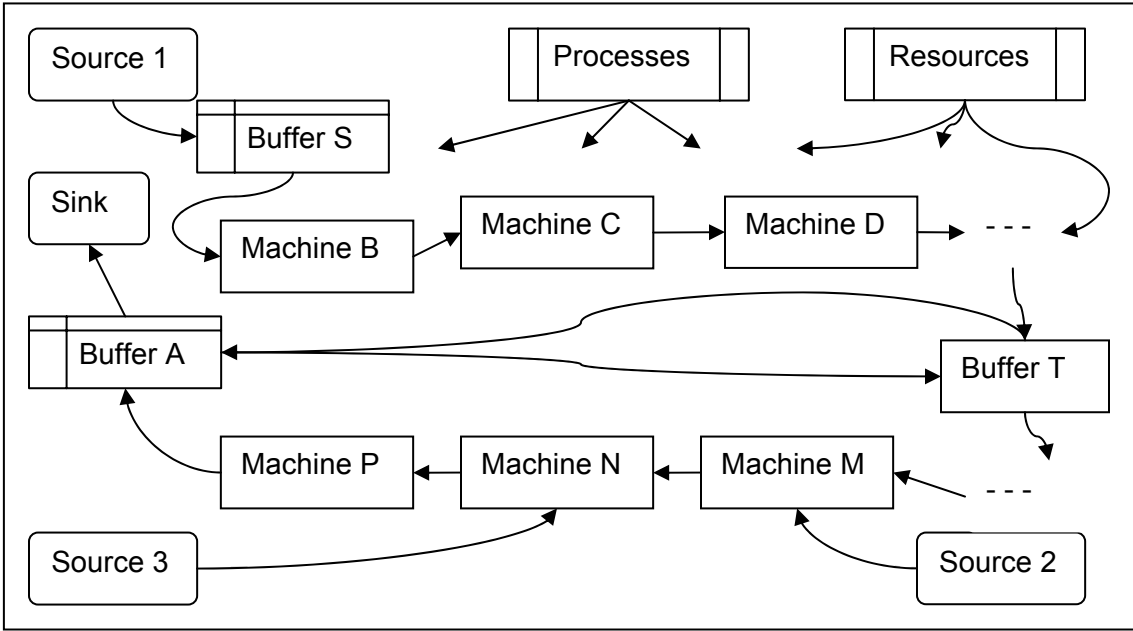 Source 1
Processes
Resources
Buffer S
Sink
Machine B
Machine C
Machine D
- - -
Buffer A
Buffer T
Machine P
Machine N
Machine M
- - -
Source 3
Source 2